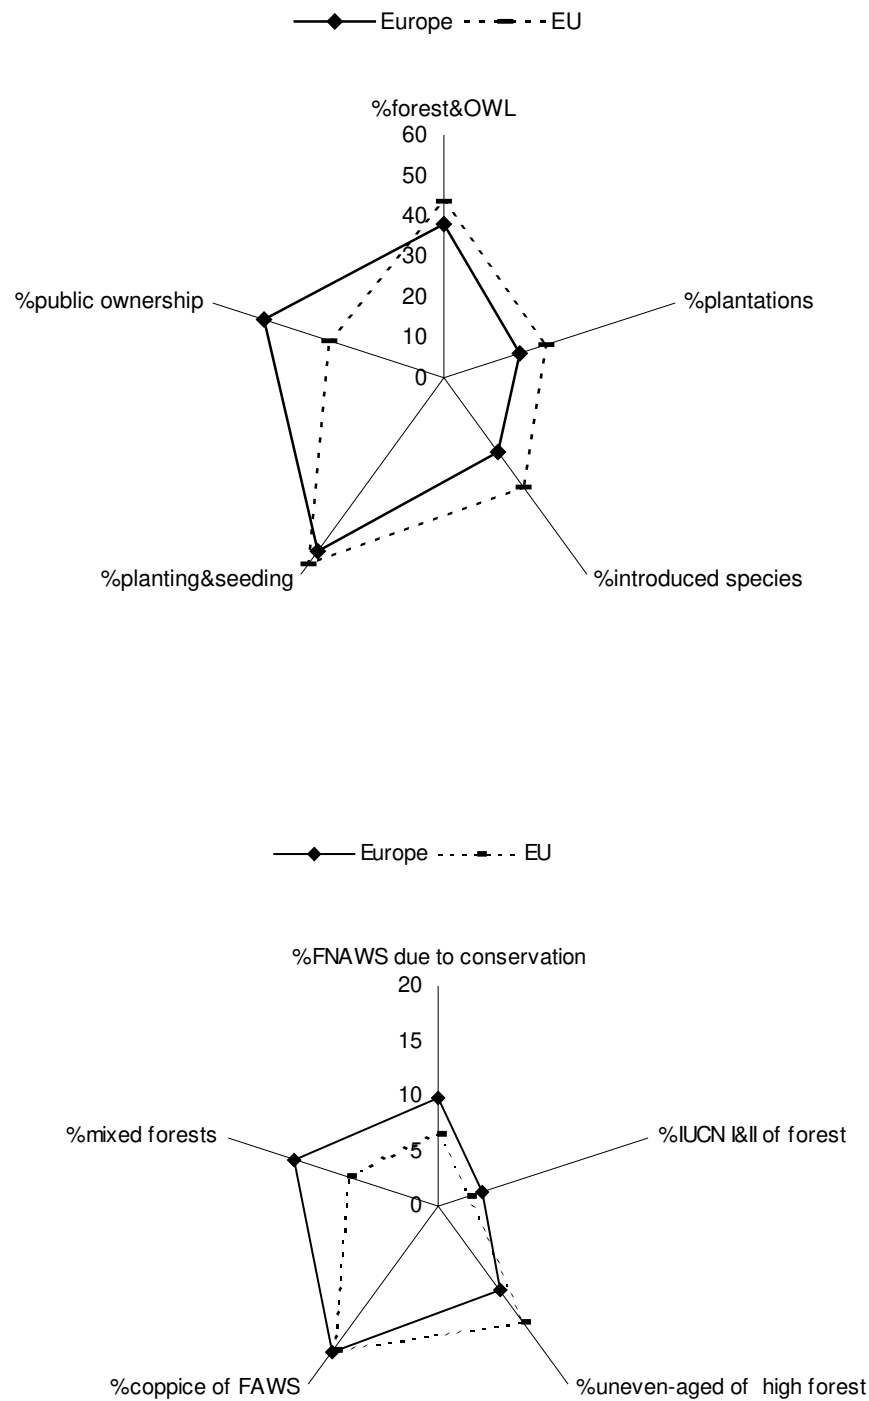 Europe EU
%forest&OWL
60
50
40
30
20
10
0
%public ownership
%plantations
%planting&seeding
%introduced species
Europe EU
%FNAWS due to conservation
20
15
10
5
0
%mixed forests
%IUCN I&II of forest
%coppice of FAWS
%uneven-aged of high forest